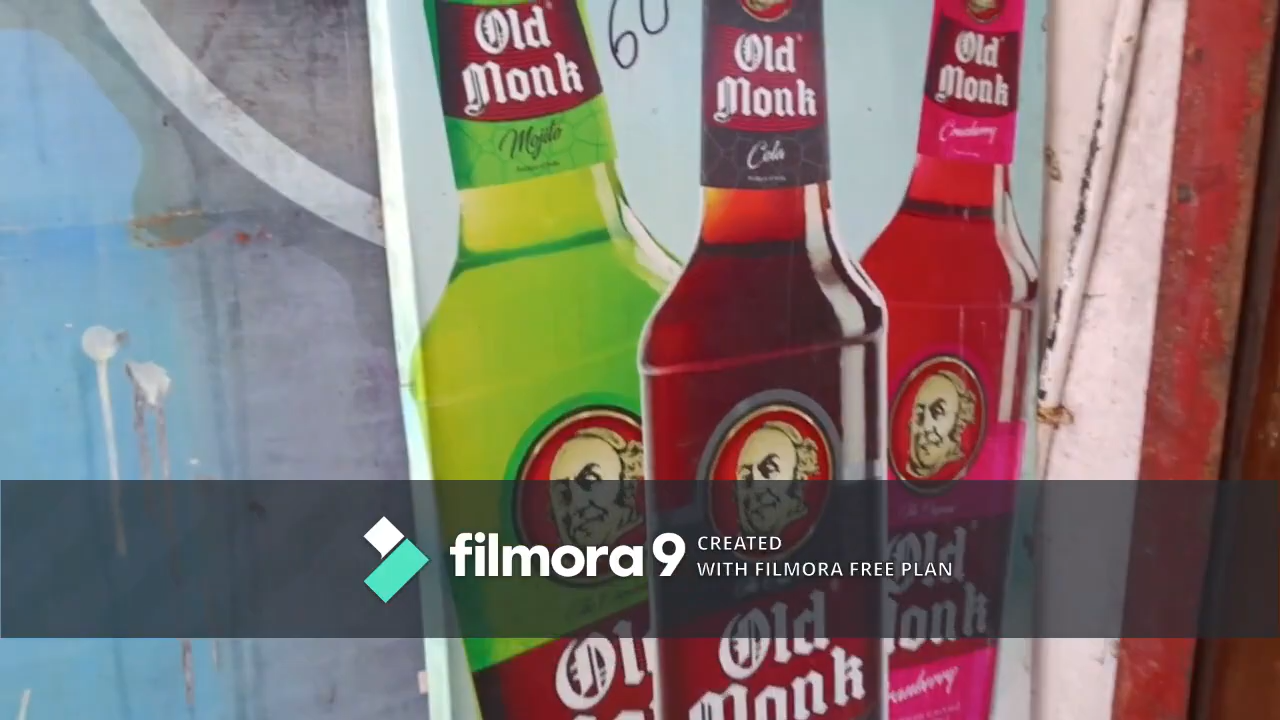 60
Old
Monk
Mojito
Old
Monk
Cola
Old
Monk
Cranberry
filmora9
CREATED
WITH FILMORA FREE PLAN
Old
Monk
Old
Monk
Cranberry